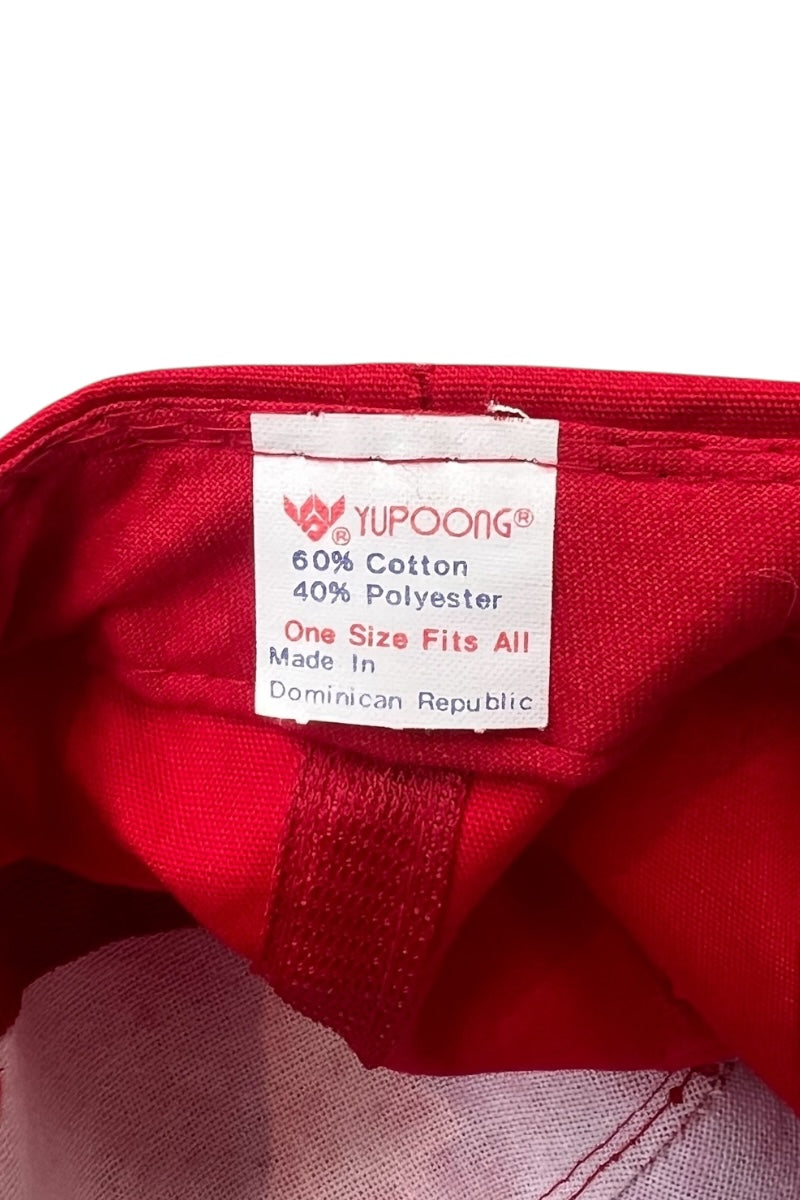 ® YUPOONG®
60% Cotton
40% Polyester
One Size Fits All
Made In
Dominican Republic